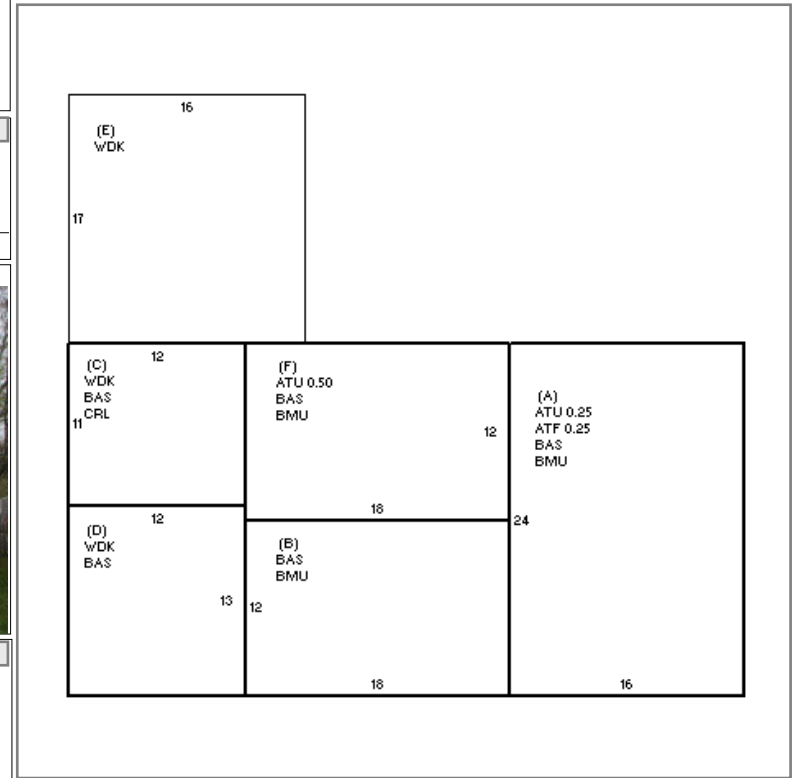 16
(E)
WDK
17
12
(C)
WDK
BAS
CRL
11
(F)
ATU 0.50
BAS
BMU
12
18
(A)
ATU 0.25
ATF 0.25
BAS
BMU
24
12
(D)
WDK
BAS
13
(B)
BAS
BMU
12
18
16